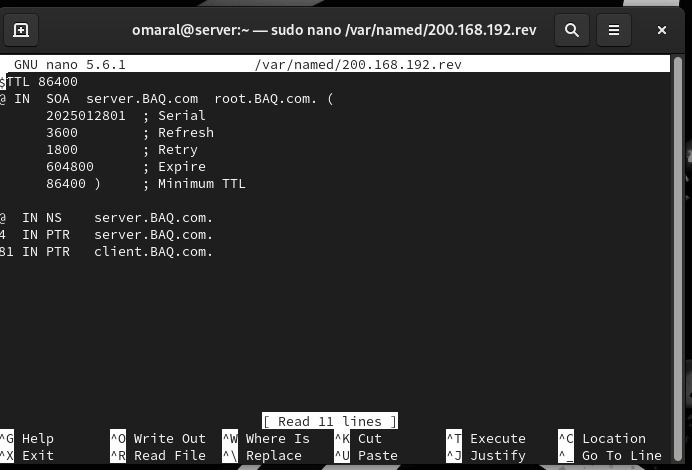 omaral@server:~ — sudo nano /var/named/200.168.192.rev
GNU nano 5.6.1 /var/named/200.168.192.rev
$TTL 86400
@ IN SOA server.BAQ.com root.BAQ.com. (
2025012801 ; Serial
3600 ; Refresh
1800 ; Retry
604800 ; Expire
86400 ) ; Minimum TTL
@ IN NS server.BAQ.com.
4 IN PTR server.BAQ.com.
81 IN PTR client.BAQ.com.
[ Read 11 lines ]
^G Help ^O Write Out ^W Where Is ^K Cut ^T Execute ^C Location
^X Exit ^R Read File ^\ Replace ^U Paste ^J Justify ^_ Go To Line